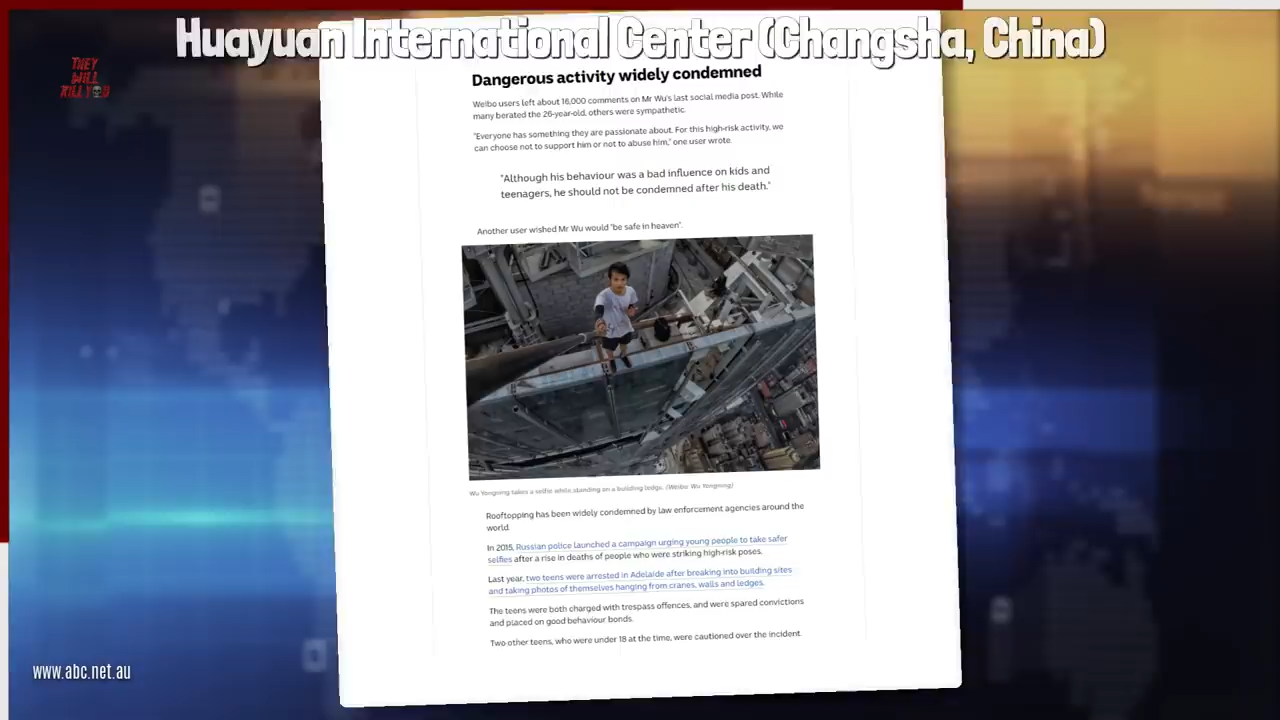 Huayuan International Center (Changsha, China)
THEY
WILL
KILL YOU
Dangerous activity widely condemned
Weibo users left about 16,000 comments on Mr Wu's last social media post. While
many berated the 26-year-old, others were sympathetic.
"Everyone has something they are passionate about. For this high-risk activity, we
can choose not to support him or not to abuse him," one user wrote.
"Although his behaviour was a bad influence on kids and
teenagers, he should not be condemned after his death."
Another user wished Mr Wu would "be safe in heaven".
Wu Yongning takes a selfie while standing on a building ledge. (Weibo: Wu Yongning)
Rooftopping has been widely condemned by law enforcement agencies around the
world.
In 2015, Russian police launched a campaign urging young people to take safer
selfies after a rise in deaths of people who were striking high-risk poses.
Last year, two teens were arrested in Adelaide after breaking into building sites
and taking photos of themselves hanging from cranes, walls and ledges.
The teens were both charged with trespass offences, and were spared convictions
and placed on good behaviour bonds.
Two other teens, who were under 18 at the time, were cautioned over the incident.
www.abc.net.au